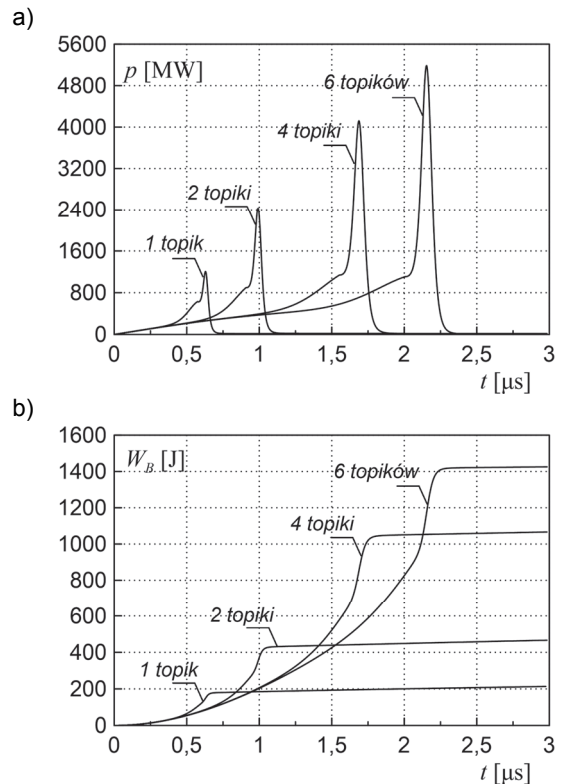 a)
5600
p [MW]
6 topików
4800
4 topiki
4000
3200
2 topiki
2400
1 topik
1600
800
0
0 0,5 1 1,5 2 2,5 3
t [μs]
b)
1600
W_B [J]
6 topików
1400
1200
4 topiki
1000
800
2 topiki
600
1 topik
400
200
0
0 0,5 1 1,5 2 2,5 3
t [μs]